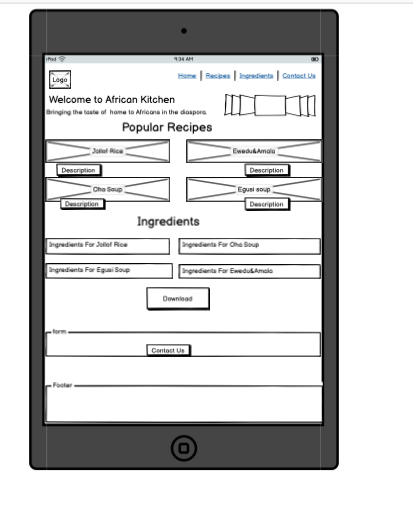 iPad 9:34 AM
Logo
Home | Recipes | Ingredients | Contact Us
Welcome to African Kitchen
Bringing the taste of home to Africans in the diaspora.
Popular Recipes
Jollof Rice Ewedu&Amala
Description Description
Oha Soup Egusi soup
Description Description
Ingredients
Ingredients For Jollof Rice Ingredients For Oha Soup
Ingredients For Egusi Soup Ingredients For Ewedu&Amala
Download
form
Contact Us
Footer